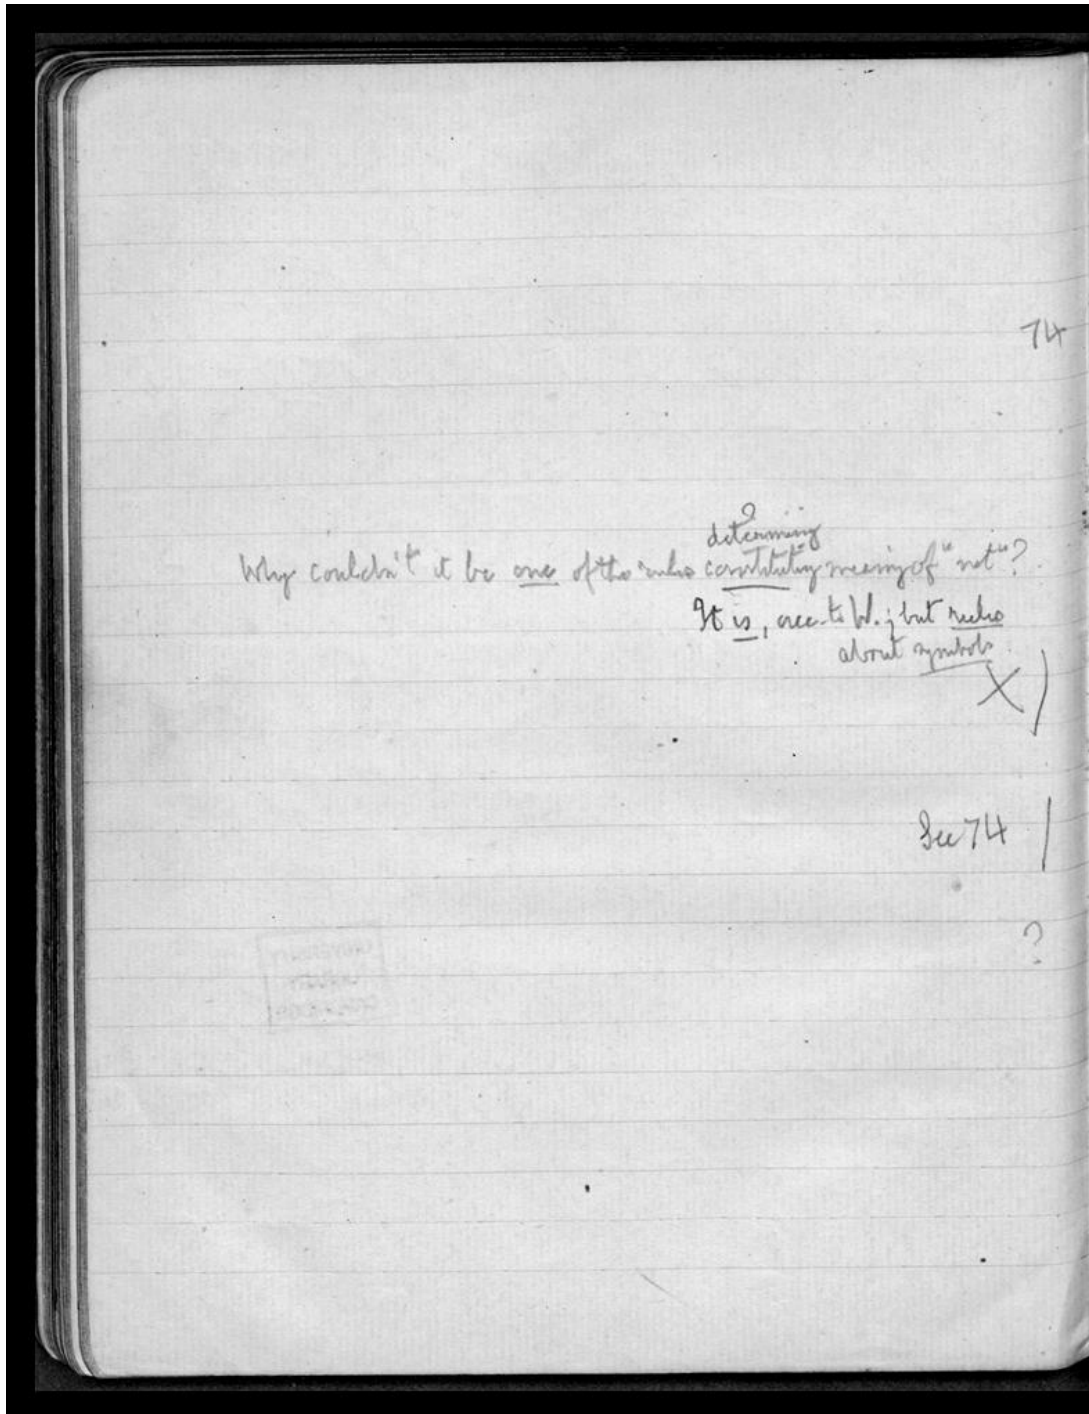 74
?
determining
Why couldn't it be one of the rules constituting meaning of "not"?
It is, acc. to W.; but rules
about symbols.
X)
See 74 |
?